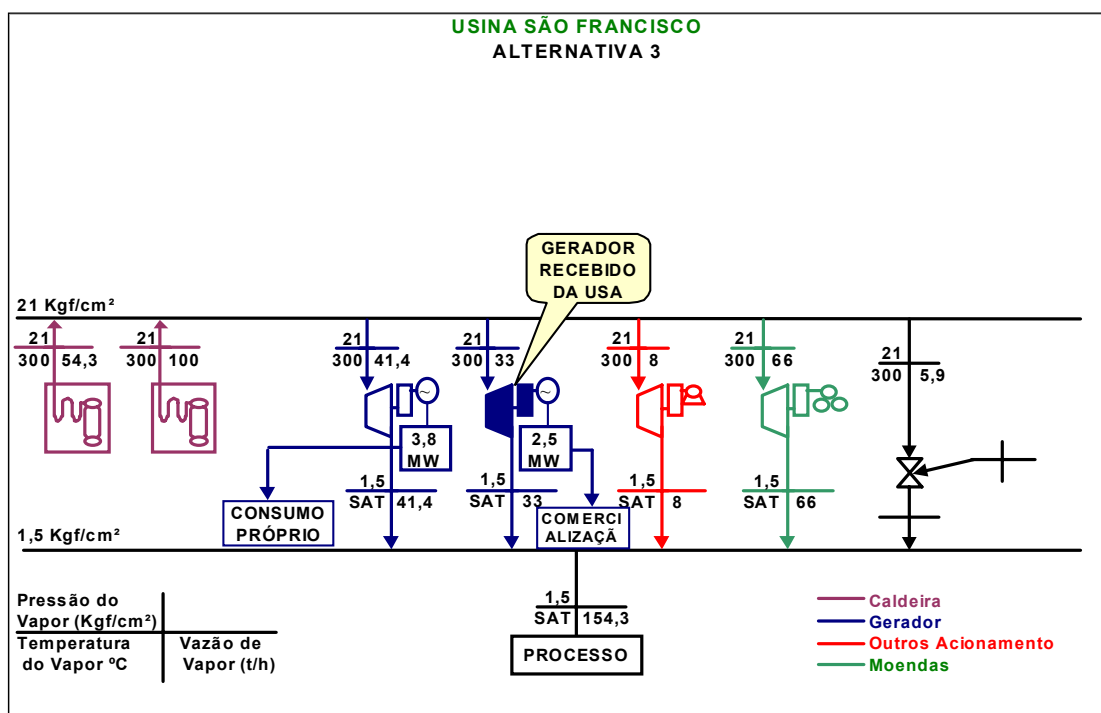 USINA SÃO FRANCISCO
ALTERNATIVA 3
GERADOR
RECEBIDO
DA USA
21 Kgf/cm²
21
300 54,3
21
300 100
21
300 41,4
21
300 33
21
300 8
21
300 66
21
300 5,9
~
~
3,8
MW
2,5
MW
1,5
SAT 41,4
1,5
SAT 33
1,5
SAT 8
1,5
SAT 66
CONSUMO
PRÓPRIO
COMERCI
ALIZAÇÃ
1,5 Kgf/cm²
1,5
SAT 154,3
PROCESSO
Pressão do
Vapor (Kgf/cm²)
Temperatura
do Vapor ºC
Vazão de
Vapor (t/h)
Caldeira
Gerador
Outros Acionamento
Moendas